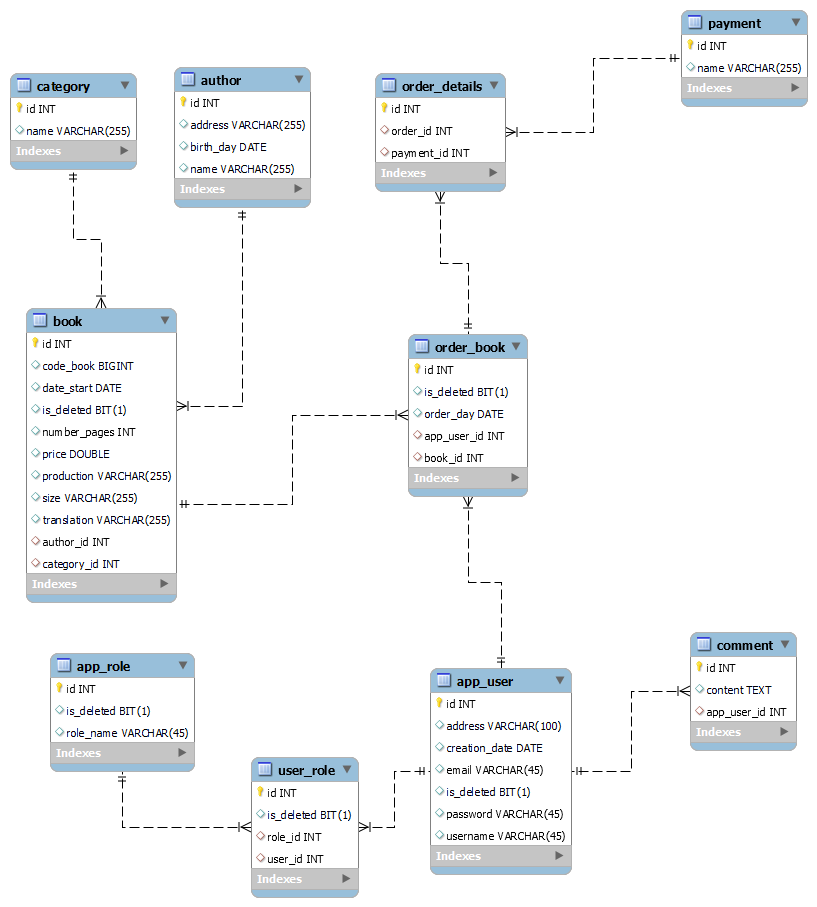 payment
id INT
name VARCHAR(255)
Indexes
category
id INT
name VARCHAR(255)
Indexes
author
id INT
address VARCHAR(255)
birth_day DATE
name VARCHAR(255)
Indexes
order_details
id INT
order_id INT
payment_id INT
Indexes
book
id INT
code_book BIGINT
date_start DATE
is_deleted BIT(1)
number_pages INT
price DOUBLE
production VARCHAR(255)
size VARCHAR(255)
translation VARCHAR(255)
author_id INT
category_id INT
Indexes
order_book
id INT
is_deleted BIT(1)
order_day DATE
app_user_id INT
book_id INT
Indexes
app_role
id INT
is_deleted BIT(1)
role_name VARCHAR(45)
Indexes
user_role
id INT
is_deleted BIT(1)
role_id INT
user_id INT
Indexes
app_user
id INT
address VARCHAR(100)
creation_date DATE
email VARCHAR(45)
is_deleted BIT(1)
password VARCHAR(45)
username VARCHAR(45)
Indexes
comment
id INT
content TEXT
app_user_id INT
Indexes